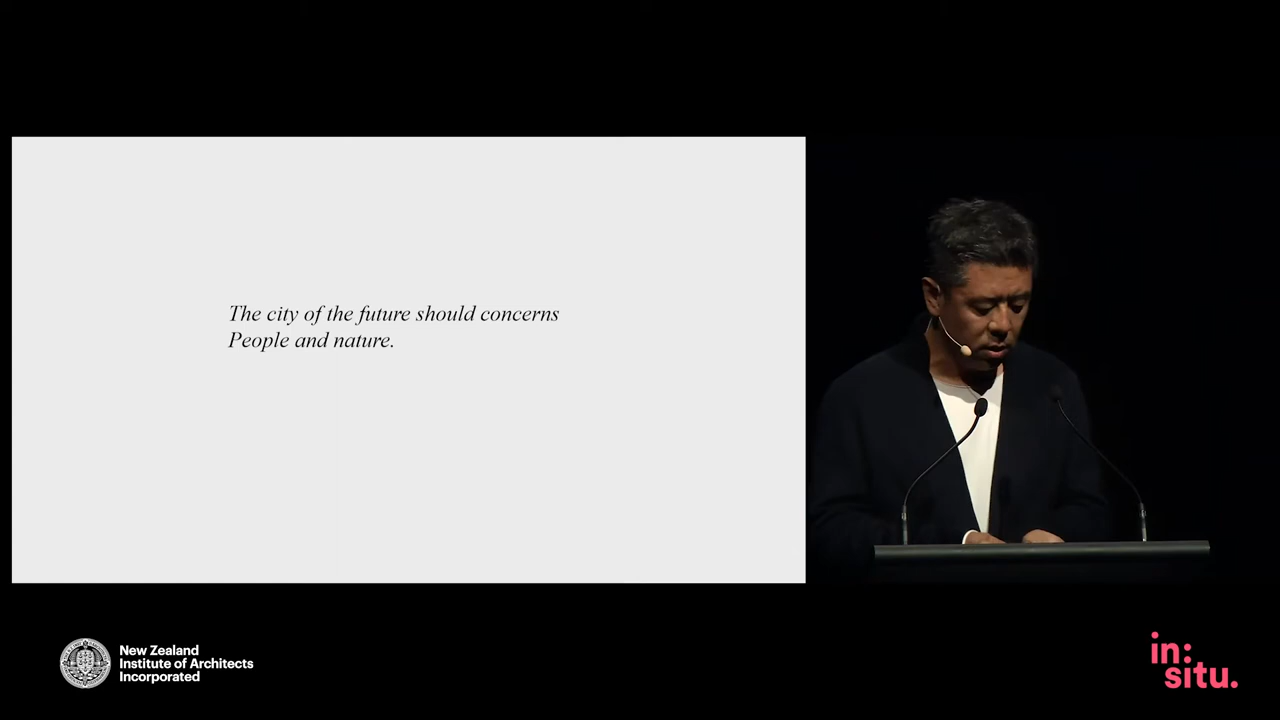 The city of the future should concerns
People and nature.
New Zealand
Institute of Architects
Incorporated
in:
situ.